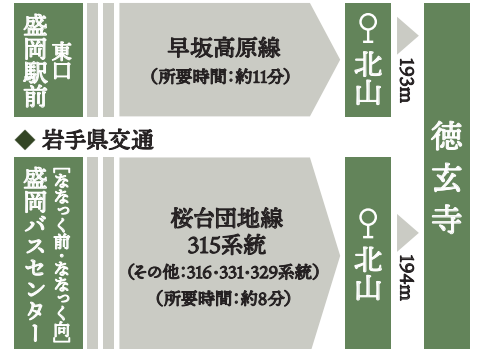 盛岡駅前
東口
早坂高原線
（所要時間：約11分）
北山
193m
徳玄寺
◆ 岩手県交通
盛岡バスセンター
［ななっく前・ななっく向］
桜台団地線
315系統
（その他：316・331・329系統）
（所要時間：約8分）
北山
194m